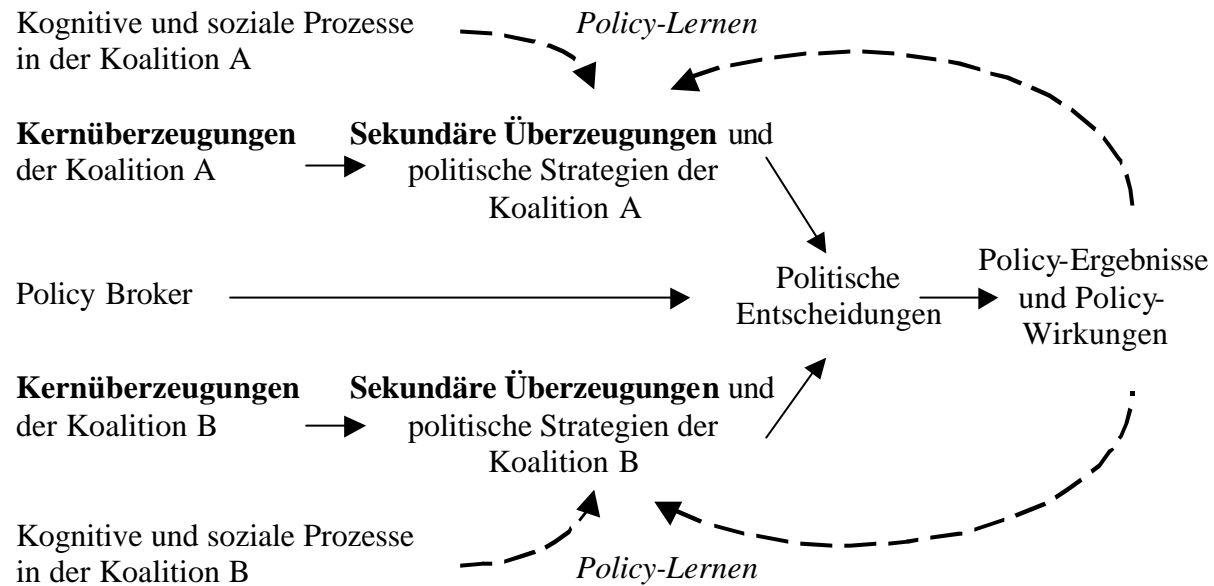 Kognitive und soziale Prozesse
in der Koalition A
Policy-Lernen
Kernüberzeugungen
der Koalition A
Sekundäre Überzeugungen und
politische Strategien der
Koalition A
Policy Broker
Politische
Entscheidungen
Policy-Ergebnisse
und Policy-
Wirkungen
Kernüberzeugungen
der Koalition B
Sekundäre Überzeugungen und
politische Strategien der
Koalition B
Kognitive und soziale Prozesse
in der Koalition B
Policy-Lernen